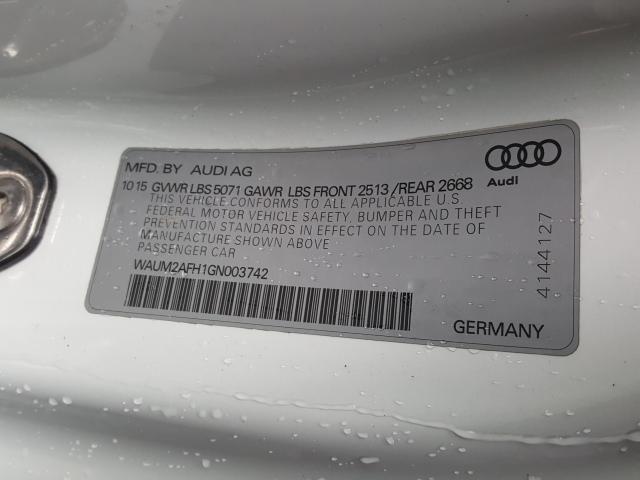 MFD. BY AUDI AG
Audi
10 15 GVWR LBS 5071 GAWR LBS FRONT 2513 / REAR 2668
THIS VEHICLE CONFORMS TO ALL APPLICABLE U.S
FEDERAL MOTOR VEHICLE SAFETY, BUMPER AND THEFT
PREVENTION STANDARDS IN EFFECT ON THE DATE OF
MANUFACTURE SHOWN ABOVE
PASSENGER CAR
WAUM2AFH1GN003742
4144127
GERMANY